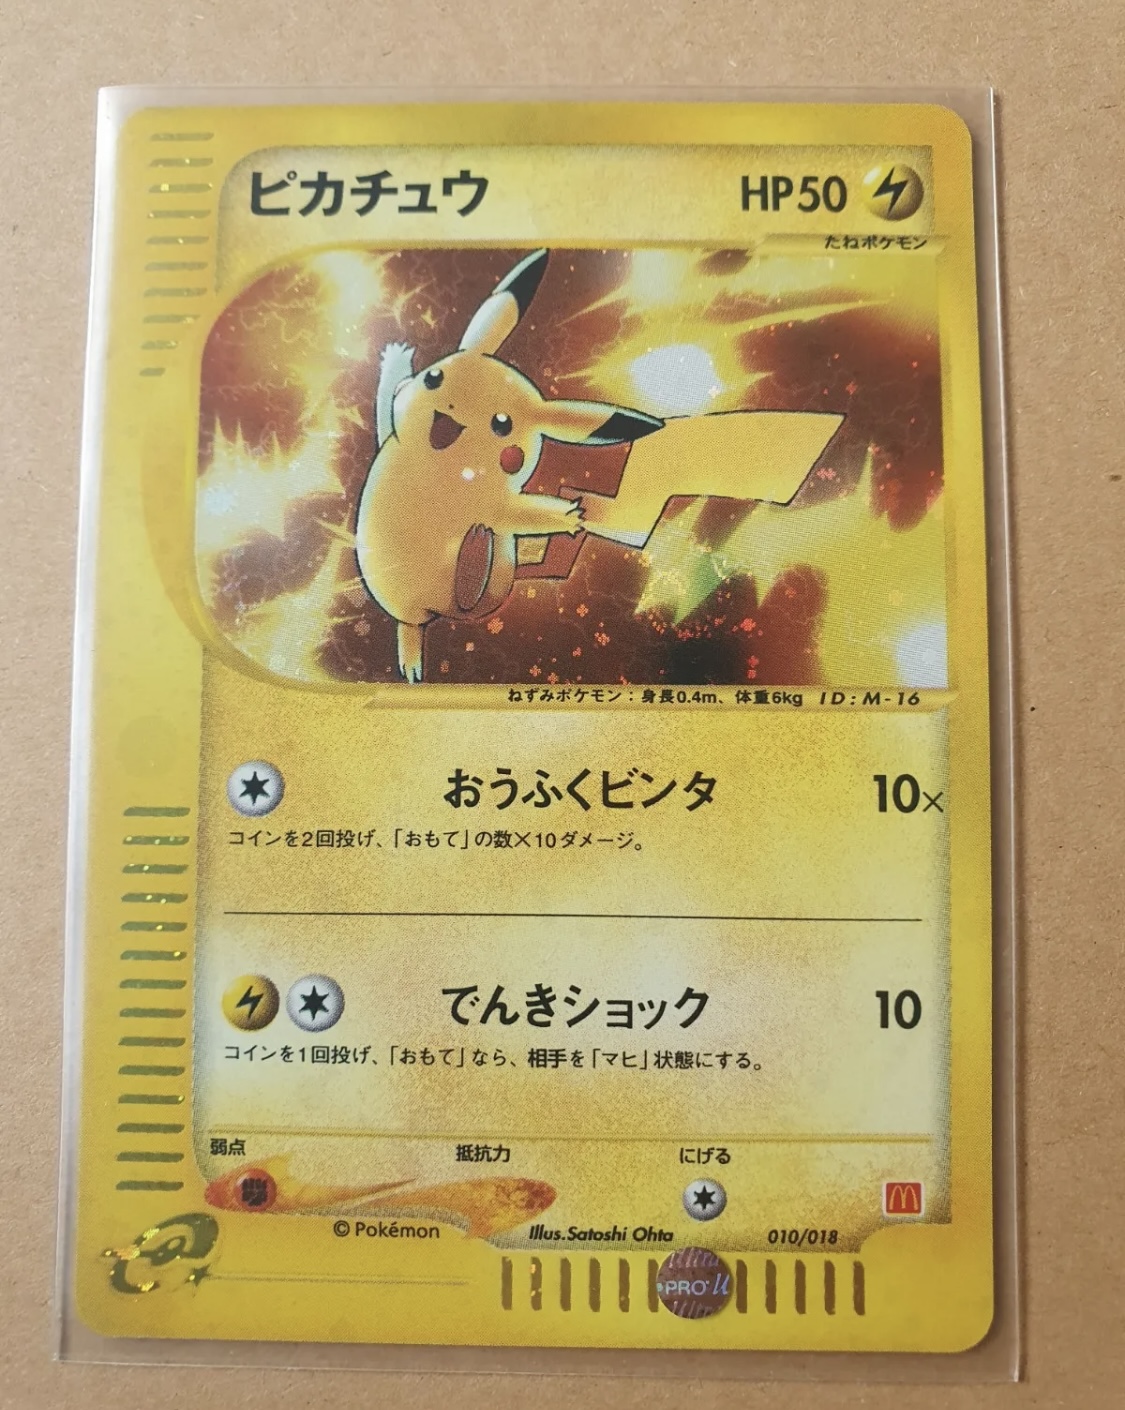 ピカチュウ HP50
たねポケモン
ねずみポケモン：身長0.4m、体重6kg ID:M-16
おうふくビンタ 10×
コインを2回投げ、「おもて」の数×10ダメージ。
でんきショック 10
コインを1回投げ、「おもて」なら、相手を「マヒ」状態にする。
弱点 抵抗力 にげる
© Pokémon Illus.Satoshi Ohta 010/018
Ultra
PRO